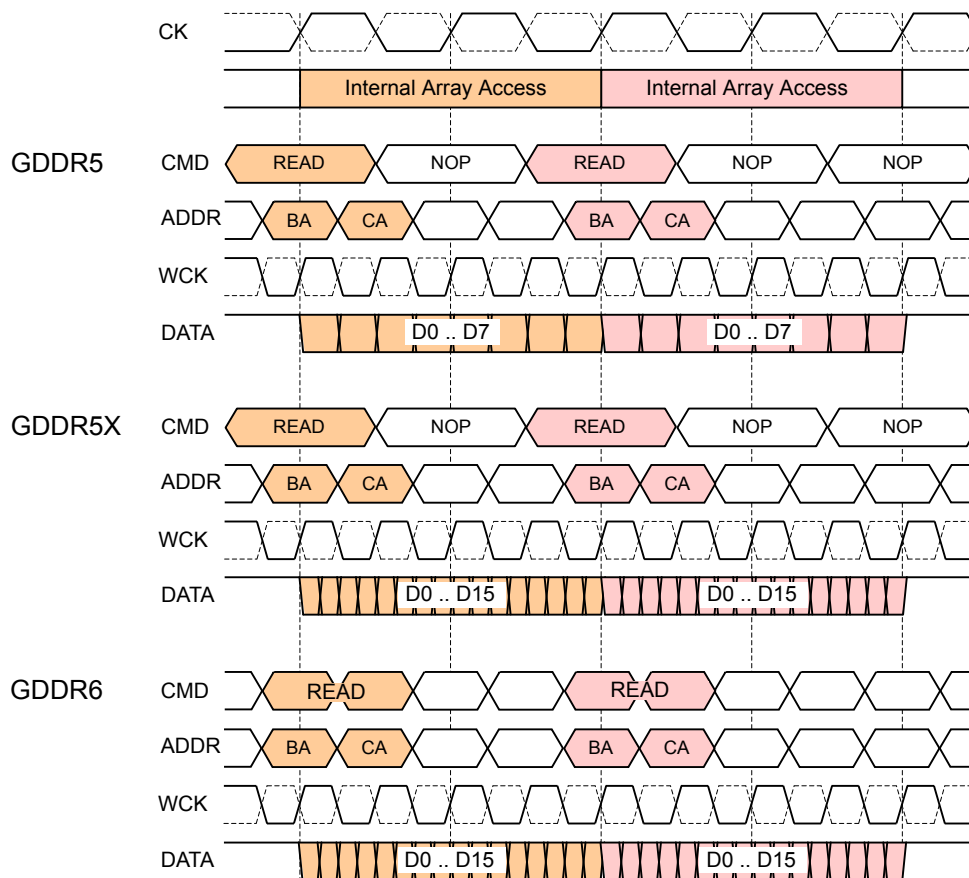 CK
Internal Array Access Internal Array Access
GDDR5 CMD READ NOP READ NOP NOP
ADDR BA CA BA CA
WCK
DATA D0 .. D7 D0 .. D7
GDDR5X CMD READ NOP READ NOP NOP
ADDR BA CA BA CA
WCK
DATA D0 .. D15 D0 .. D15
GDDR6 CMD READ READ
ADDR BA CA BA CA
WCK
DATA D0 .. D15 D0 .. D15